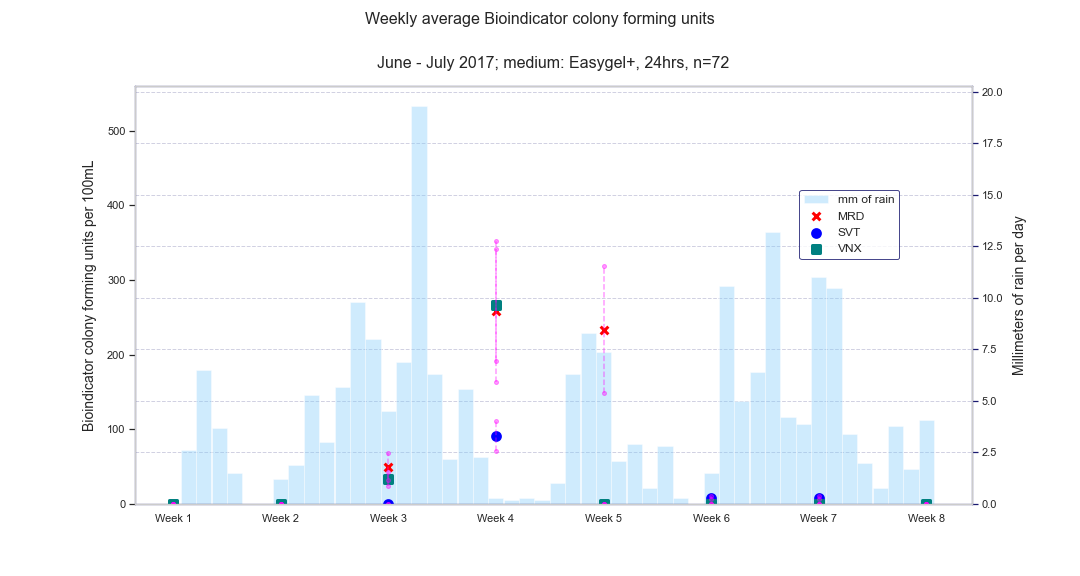 Weekly average Bioindicator colony forming units
June - July 2017; medium: Easygel+, 24hrs, n=72
Bioindicator colony forming units per 100mL
500
400
300
200
100
0
20.0
17.5
15.0
12.5
10.0
7.5
5.0
2.5
0.0
Millimeters of rain per day
mm of rain
MRD
SVT
VNX
Week 1
Week 2
Week 3
Week 4
Week 5
Week 6
Week 7
Week 8